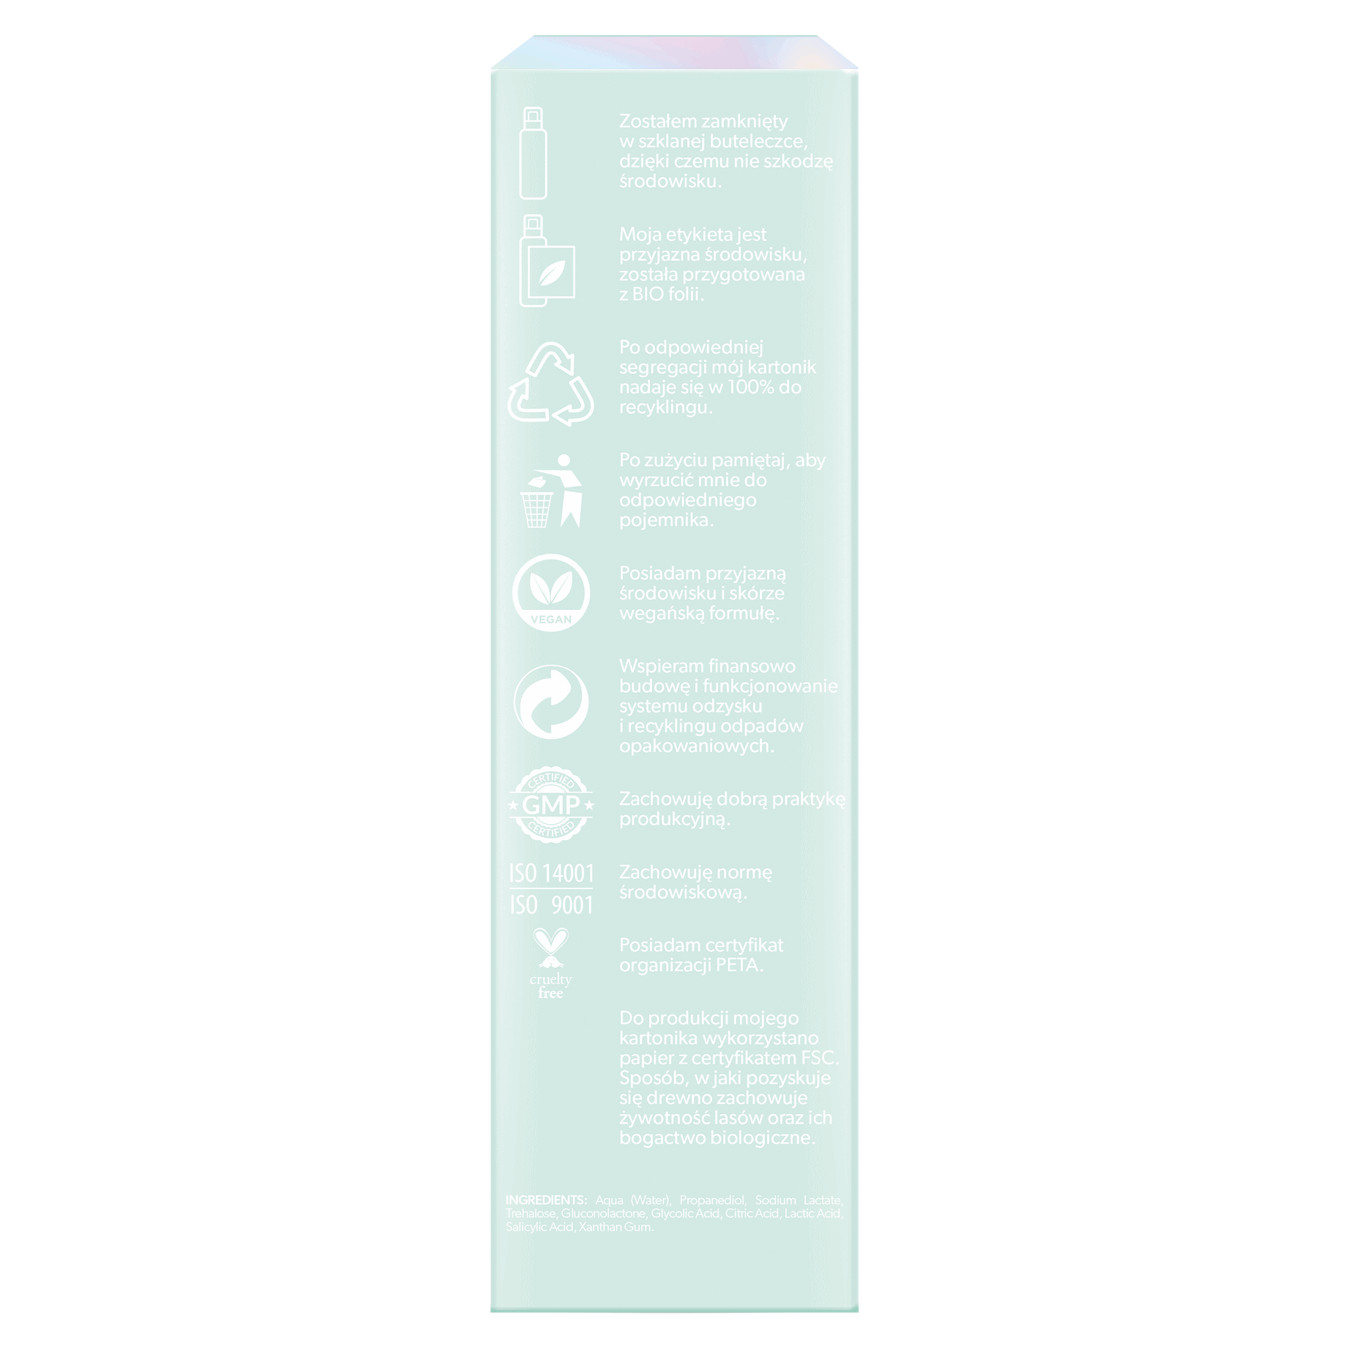 Zostałem zamknięty
w szklanej buteleczce,
dzięki czemu nie szkodzę
środowisku.
Moja etykieta jest
przyjazna środowisku,
została przygotowana
z BIO folii.
Po odpowiedniej
segregacji mój kartonik
nadaje się w 100% do
recyklingu.
Po zużyciu pamiętaj, aby
wyrzucić mnie do
odpowiedniego
pojemnika.
VEGAN
Posiadam przyjazną
środowisku i skórze
wegańską formułę.
Wspieram finansowo
budowę i funkcjonowanie
systemu odzysku
i recyklingu odpadów
opakowaniowych.
CERTIFIED
GMP
CERTIFIED
Zachowuję dobrą praktykę
produkcyjną.
ISO 14001
ISO 9001
Zachowuję normę
środowiskową.
cruelty
free
Posiadam certyfikat
organizacji PETA.
Do produkcji mojego
kartonika wykorzystano
papier z certyfikatem FSC.
Sposób, w jaki pozyskuje
się drewno zachowuje
żywotność lasów oraz ich
bogactwo biologiczne.
INGREDIENTS: Aqua (Water), Propanediol, Sodium Lactate,
Trehalose, Gluconolactone, Glycolic Acid, Citric Acid, Lactic Acid,
Salicylic Acid, Xanthan Gum.